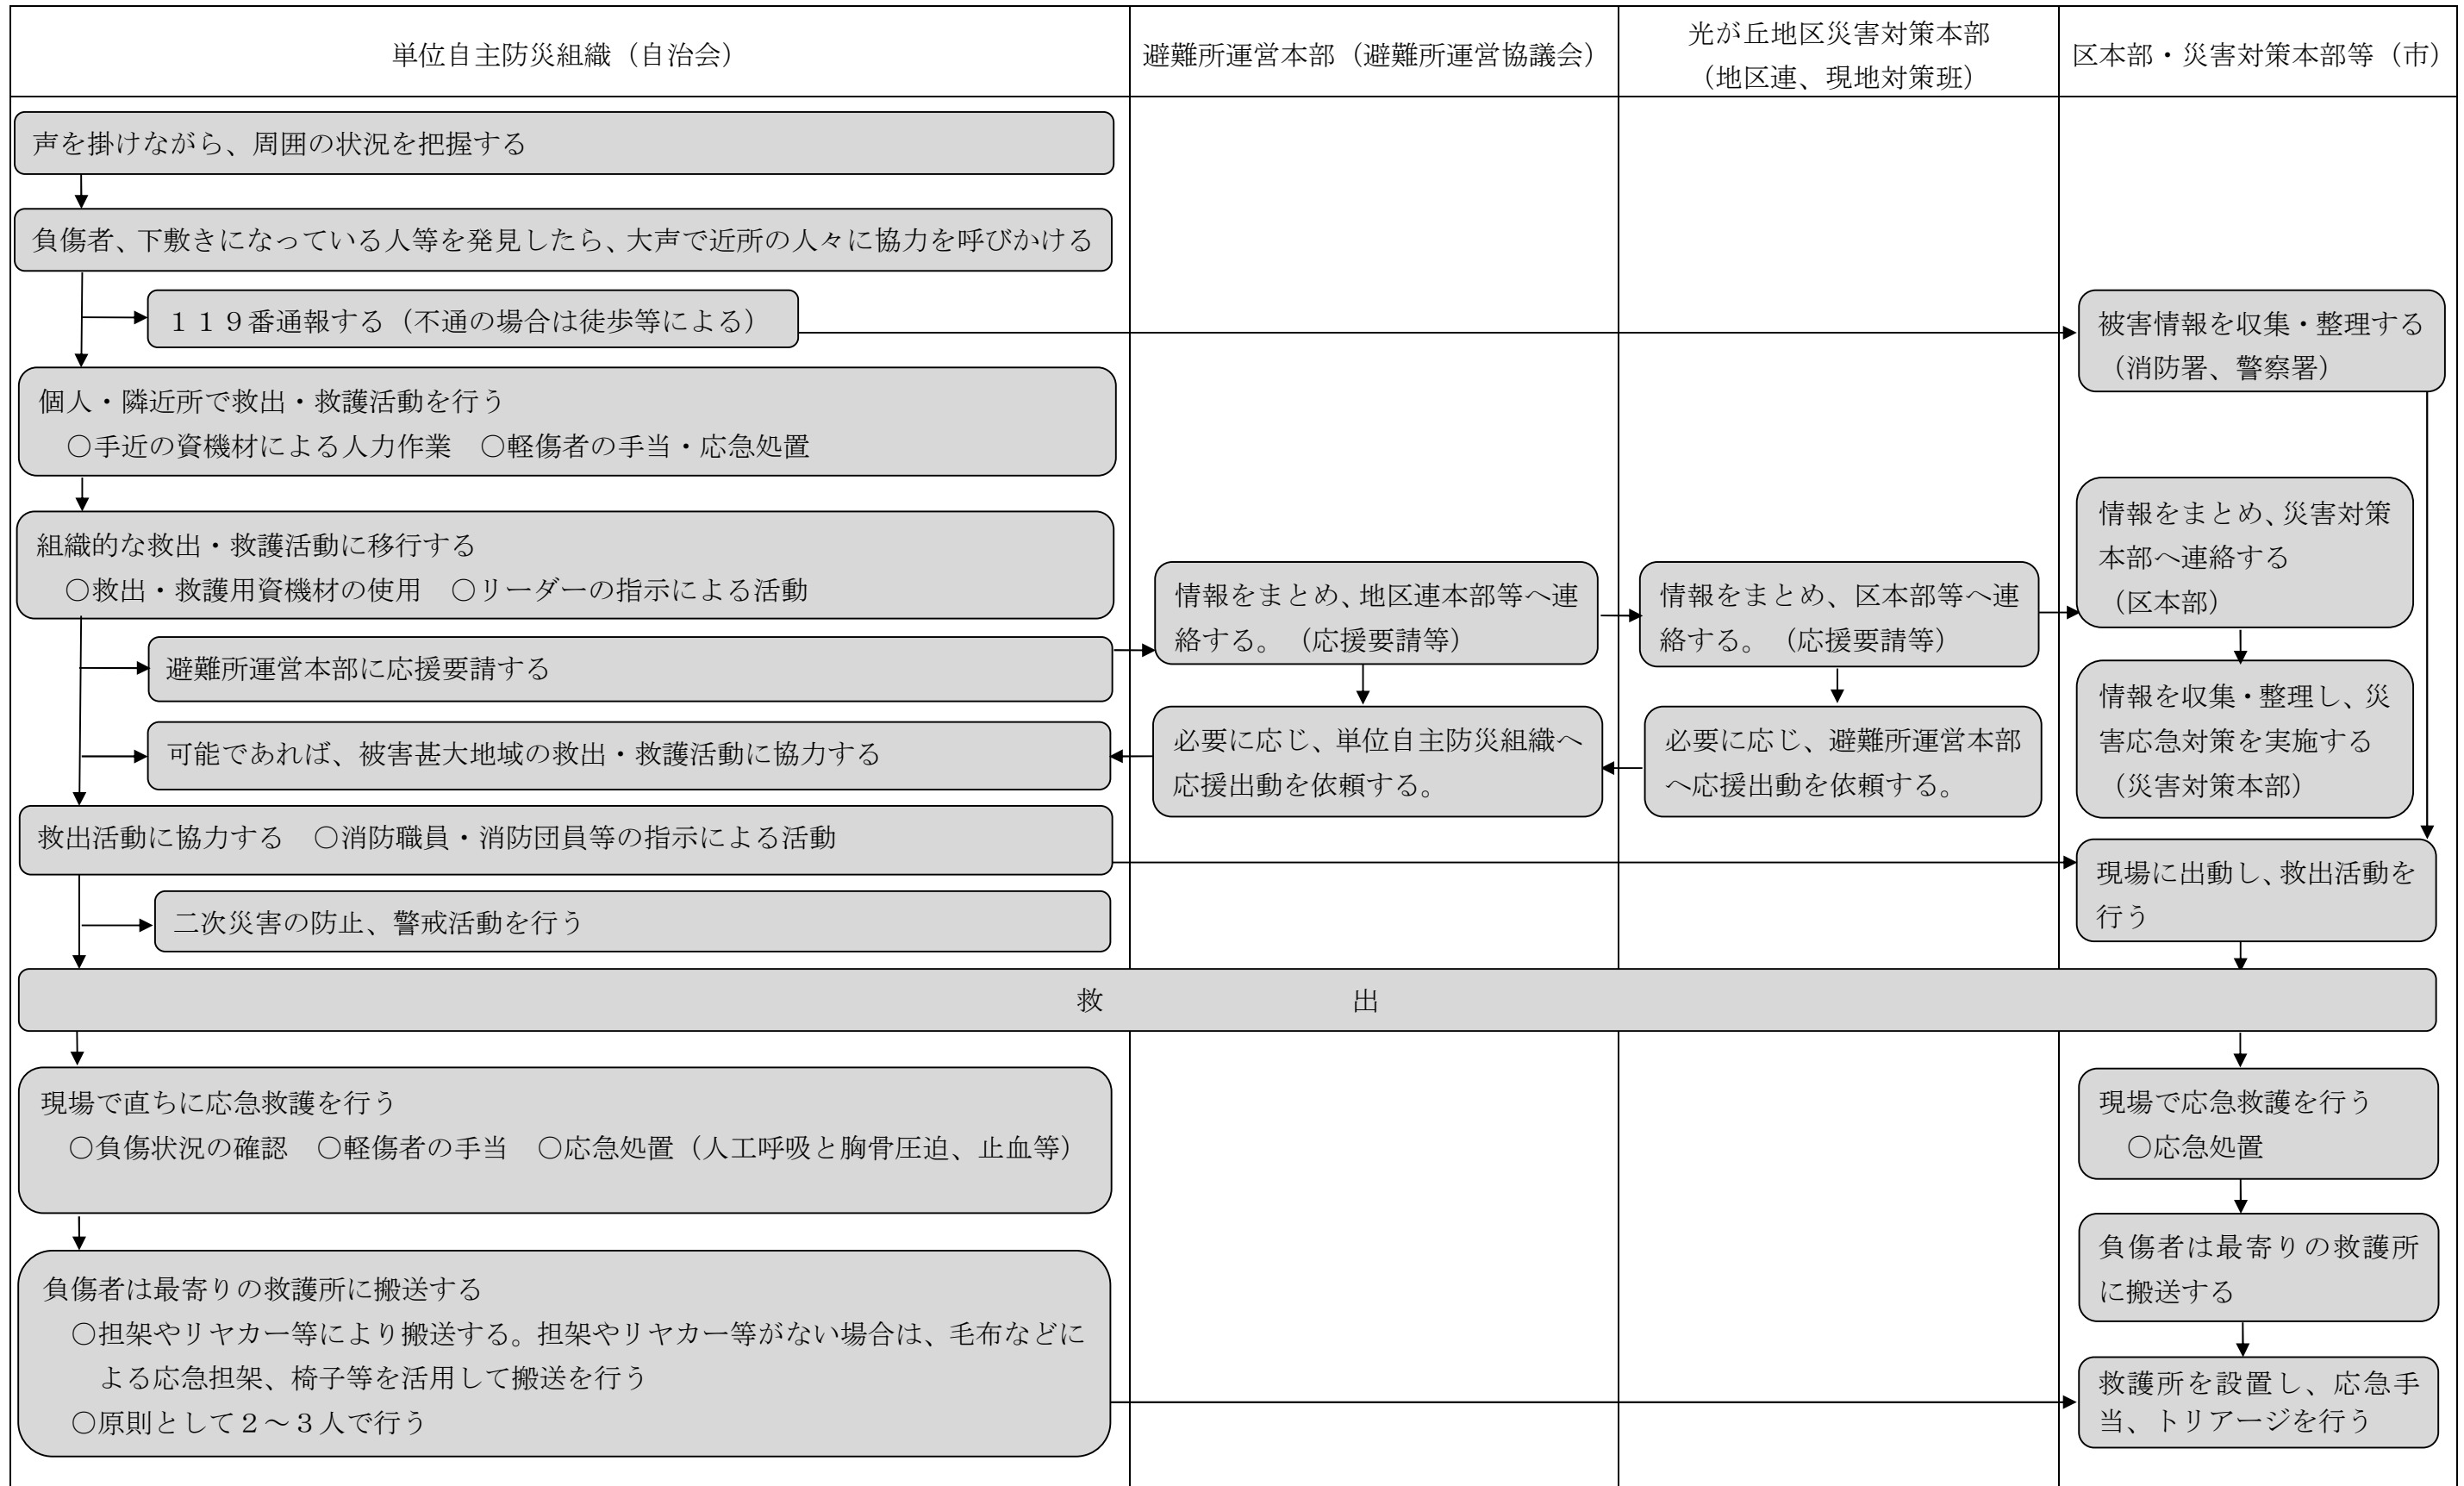 単位自主防災組織（自治会）
避難所運営本部（避難所運営協議会）
光が丘地区災害対策本部
（地区連、現地対策班）
区本部・災害対策本部等（市）
声を掛けながら、周囲の状況を把握する
負傷者、下敷きになっている人等を発見したら、大声で近所の人々に協力を呼びかける
１１９番通報する（不通の場合は徒歩等による）
被害情報を収集・整理する
（消防署、警察署）
個人・隣近所で救出・救護活動を行う
○手近の資機材による人力作業　○軽傷者の手当・応急処置
組織的な救出・救護活動に移行する
○救出・救護用資機材の使用　○リーダーの指示による活動
避難所運営本部に応援要請する
情報をまとめ、地区連本部等へ連
絡する。（応援要請等）
情報をまとめ、区本部等へ連
絡する。（応援要請等）
情報をまとめ、災害対策
本部へ連絡する
（区本部）
可能であれば、被害甚大地域の救出・救護活動に協力する
必要に応じ、単位自主防災組織へ
応援出動を依頼する。
必要に応じ、避難所運営本部
へ応援出動を依頼する。
情報を収集・整理し、災
害応急対策を実施する
（災害対策本部）
救出活動に協力する　○消防職員・消防団員等の指示による活動
現場に出動し、救出活動を
行う
二次災害の防止、警戒活動を行う
救　出
現場で直ちに応急救護を行う
○負傷状況の確認　○軽傷者の手当　○応急処置（人工呼吸と胸骨圧迫、止血等）
現場で応急救護を行う
○応急処置
負傷者は最寄りの救護所に搬送する
○担架やリヤカー等により搬送する。担架やリヤカー等がない場合は、毛布などに
よる応急担架、椅子等を活用して搬送を行う
○原則として２～３人で行う
負傷者は最寄りの救護所
に搬送する
救護所を設置し、応急手
当、トリアージを行う